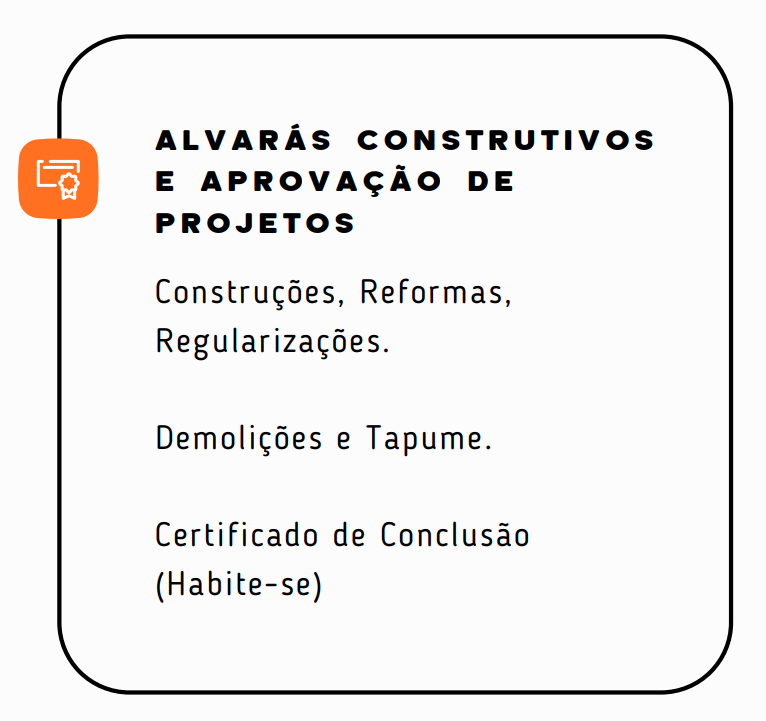 ALVARÁS CONSTRUTIVOS
E APROVAÇÃO DE
PROJETOS
Construções, Reformas,
Regularizações.
Demolições e Tapume.
Certificado de Conclusão
(Habite-se)